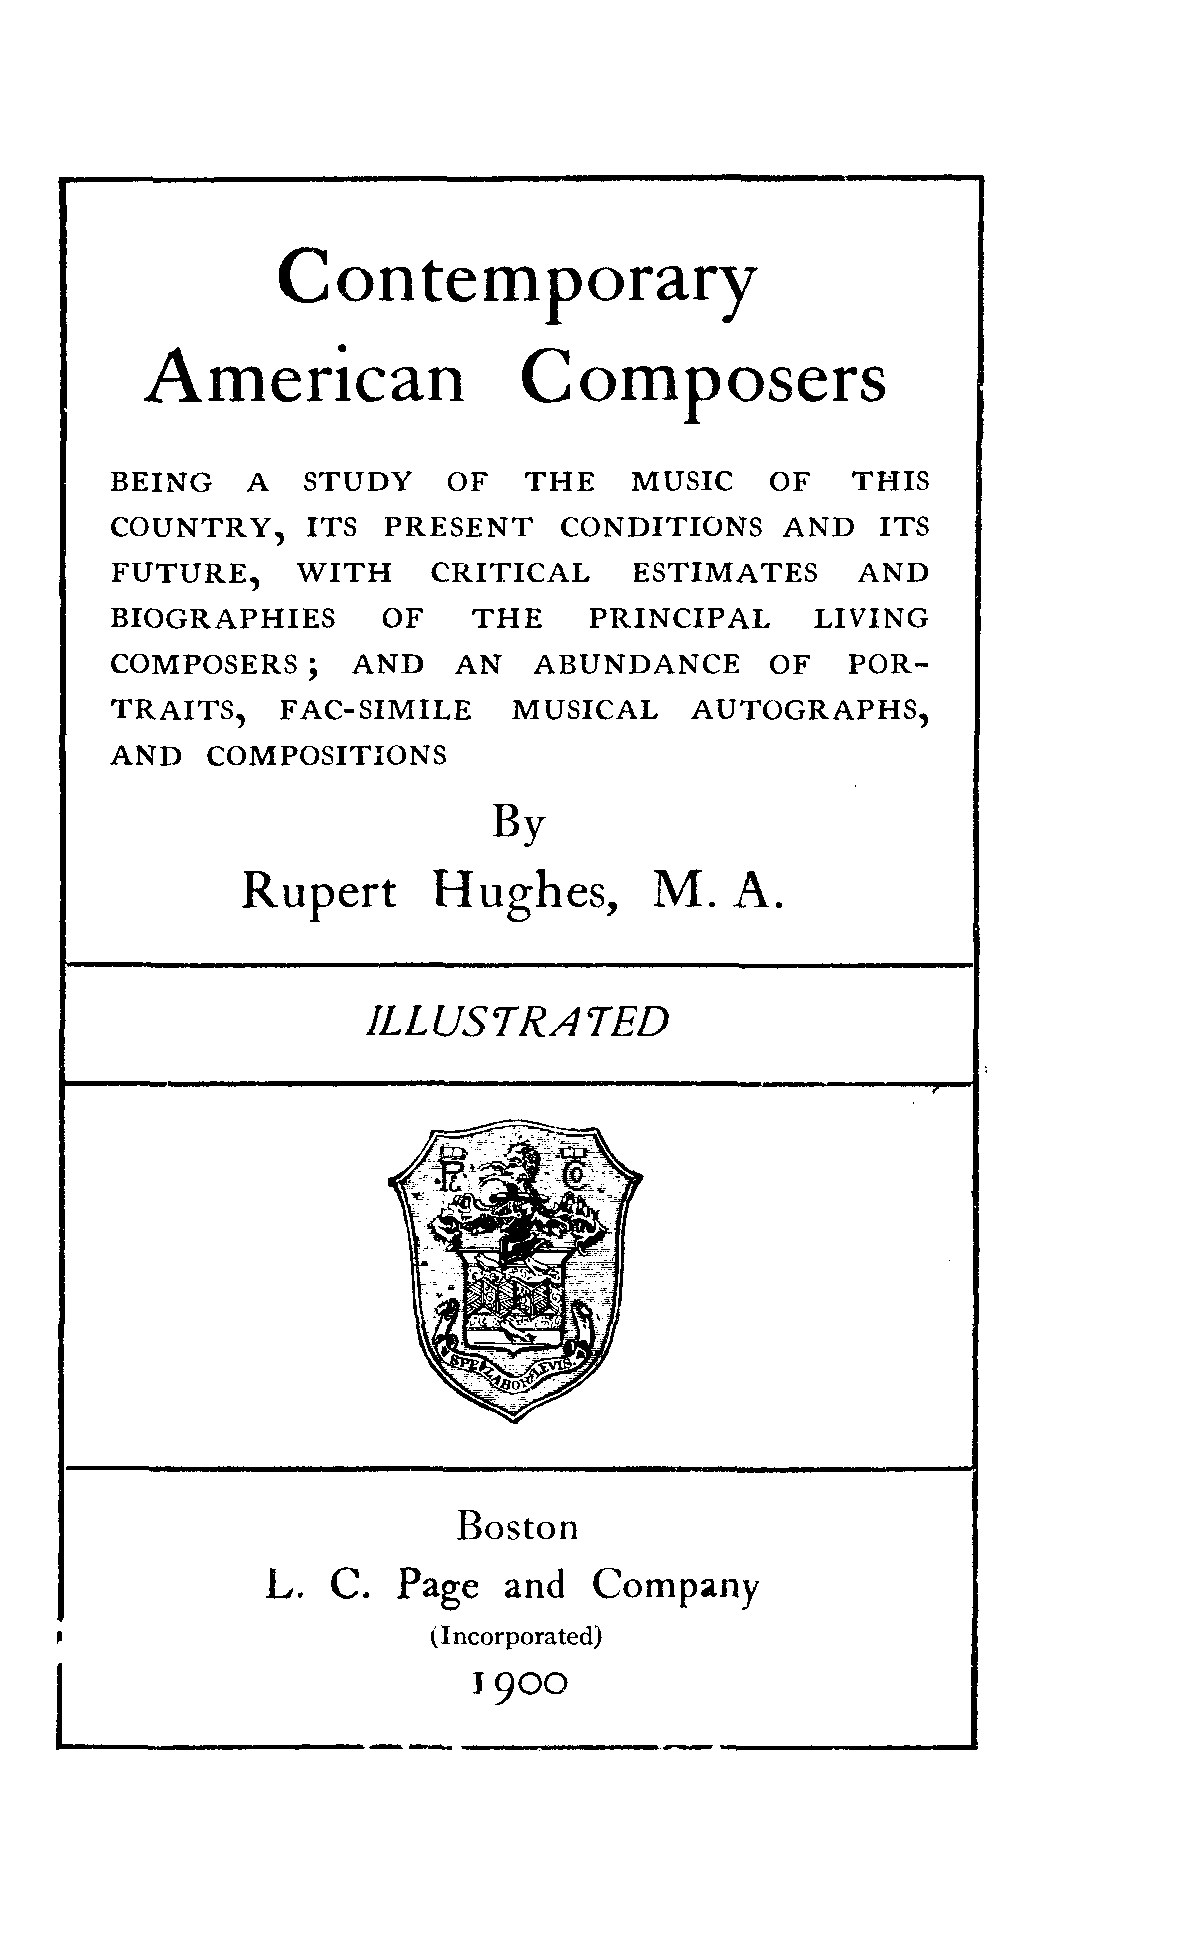 Contemporary
American Composers
BEING A STUDY OF THE MUSIC OF THIS
COUNTRY, ITS PRESENT CONDITIONS AND ITS
FUTURE, WITH CRITICAL ESTIMATES AND
BIOGRAPHIES OF THE PRINCIPAL LIVING
COMPOSERS; AND AN ABUNDANCE OF POR-
TRAITS, FAC-SIMILE MUSICAL AUTOGRAPHS,
AND COMPOSITIONS
By
Rupert Hughes, M. A.
ILLUSTRATED
SPE LABOR LEVIS
Boston
L. C. Page and Company
(Incorporated)
1900